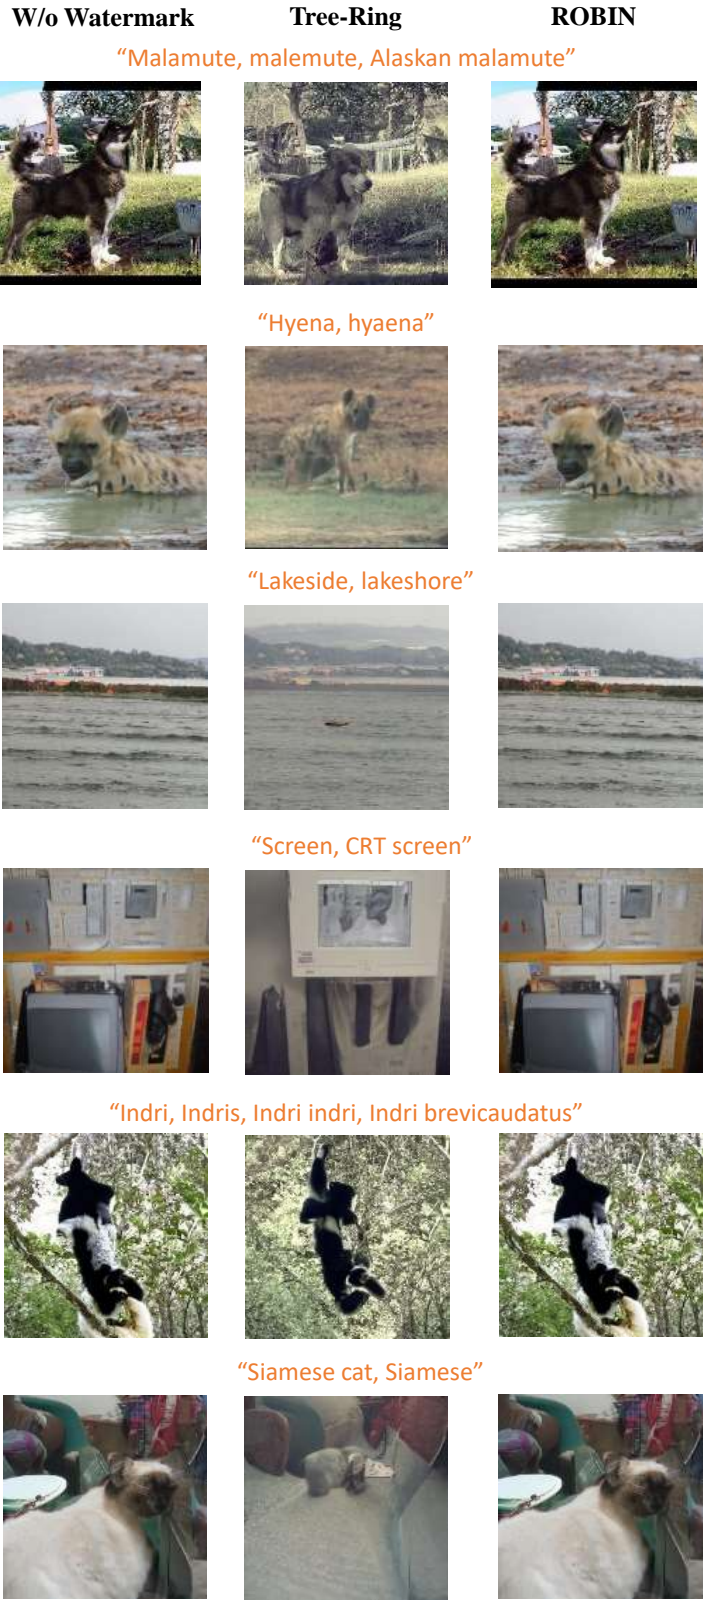 W/o Watermark Tree-Ring ROBIN
“Malamute, malemute, Alaskan malamute”
“Hyena, hyaena”
“Lakeside, lakeshore”
“Screen, CRT screen”
“Indri, Indris, Indri indri, Indri brevicaudatus”
“Siamese cat, Siamese”